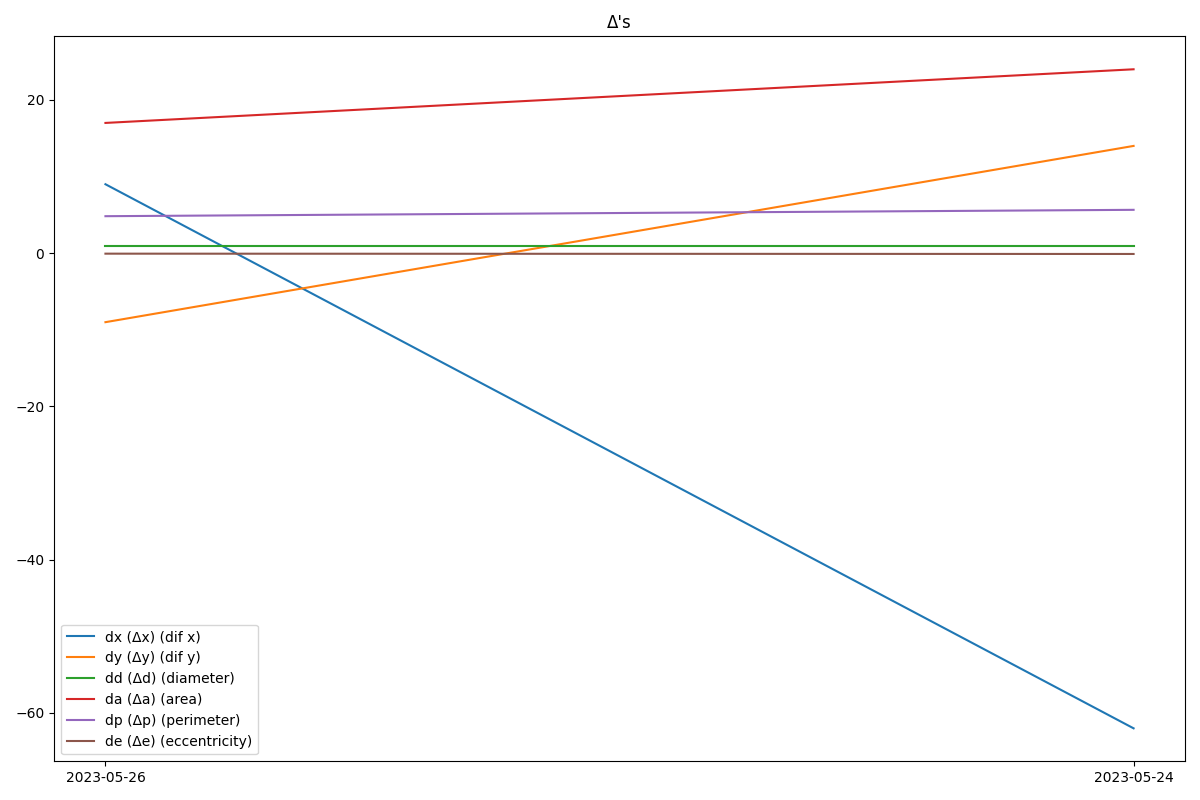 Δ's
20
0
−20
−40
−60
dx (Δx) (dif x)
dy (Δy) (dif y)
dd (Δd) (diameter)
da (Δa) (area)
dp (Δp) (perimeter)
de (Δe) (eccentricity)
2023-05-26
2023-05-24